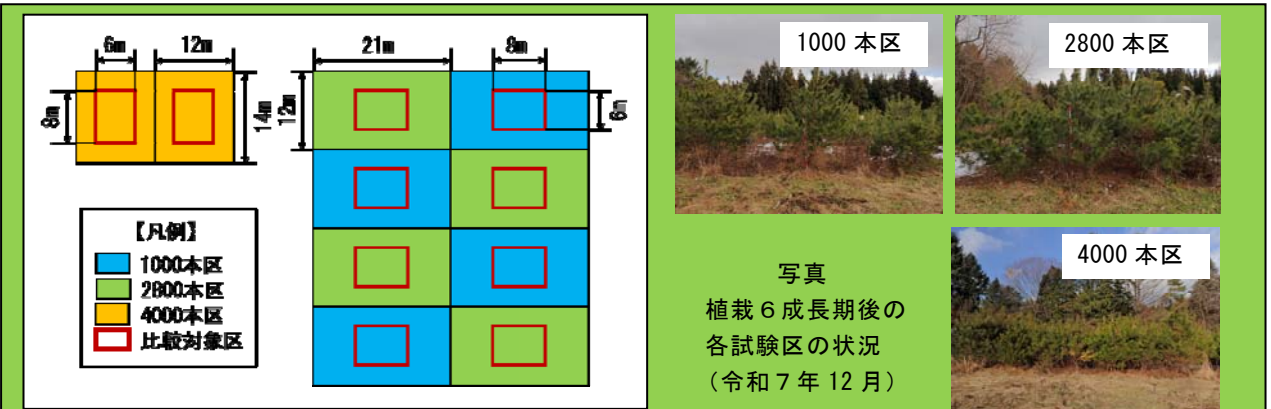 6m
12m
21m
9m
8m
14m
12m
6m
【凡例】
1000本区
2800本区
4000本区
比較対象区
1000 本区
2800 本区
4000 本区
写真
植栽６成長期後の
各試験区の状況
（令和７年 12 月）